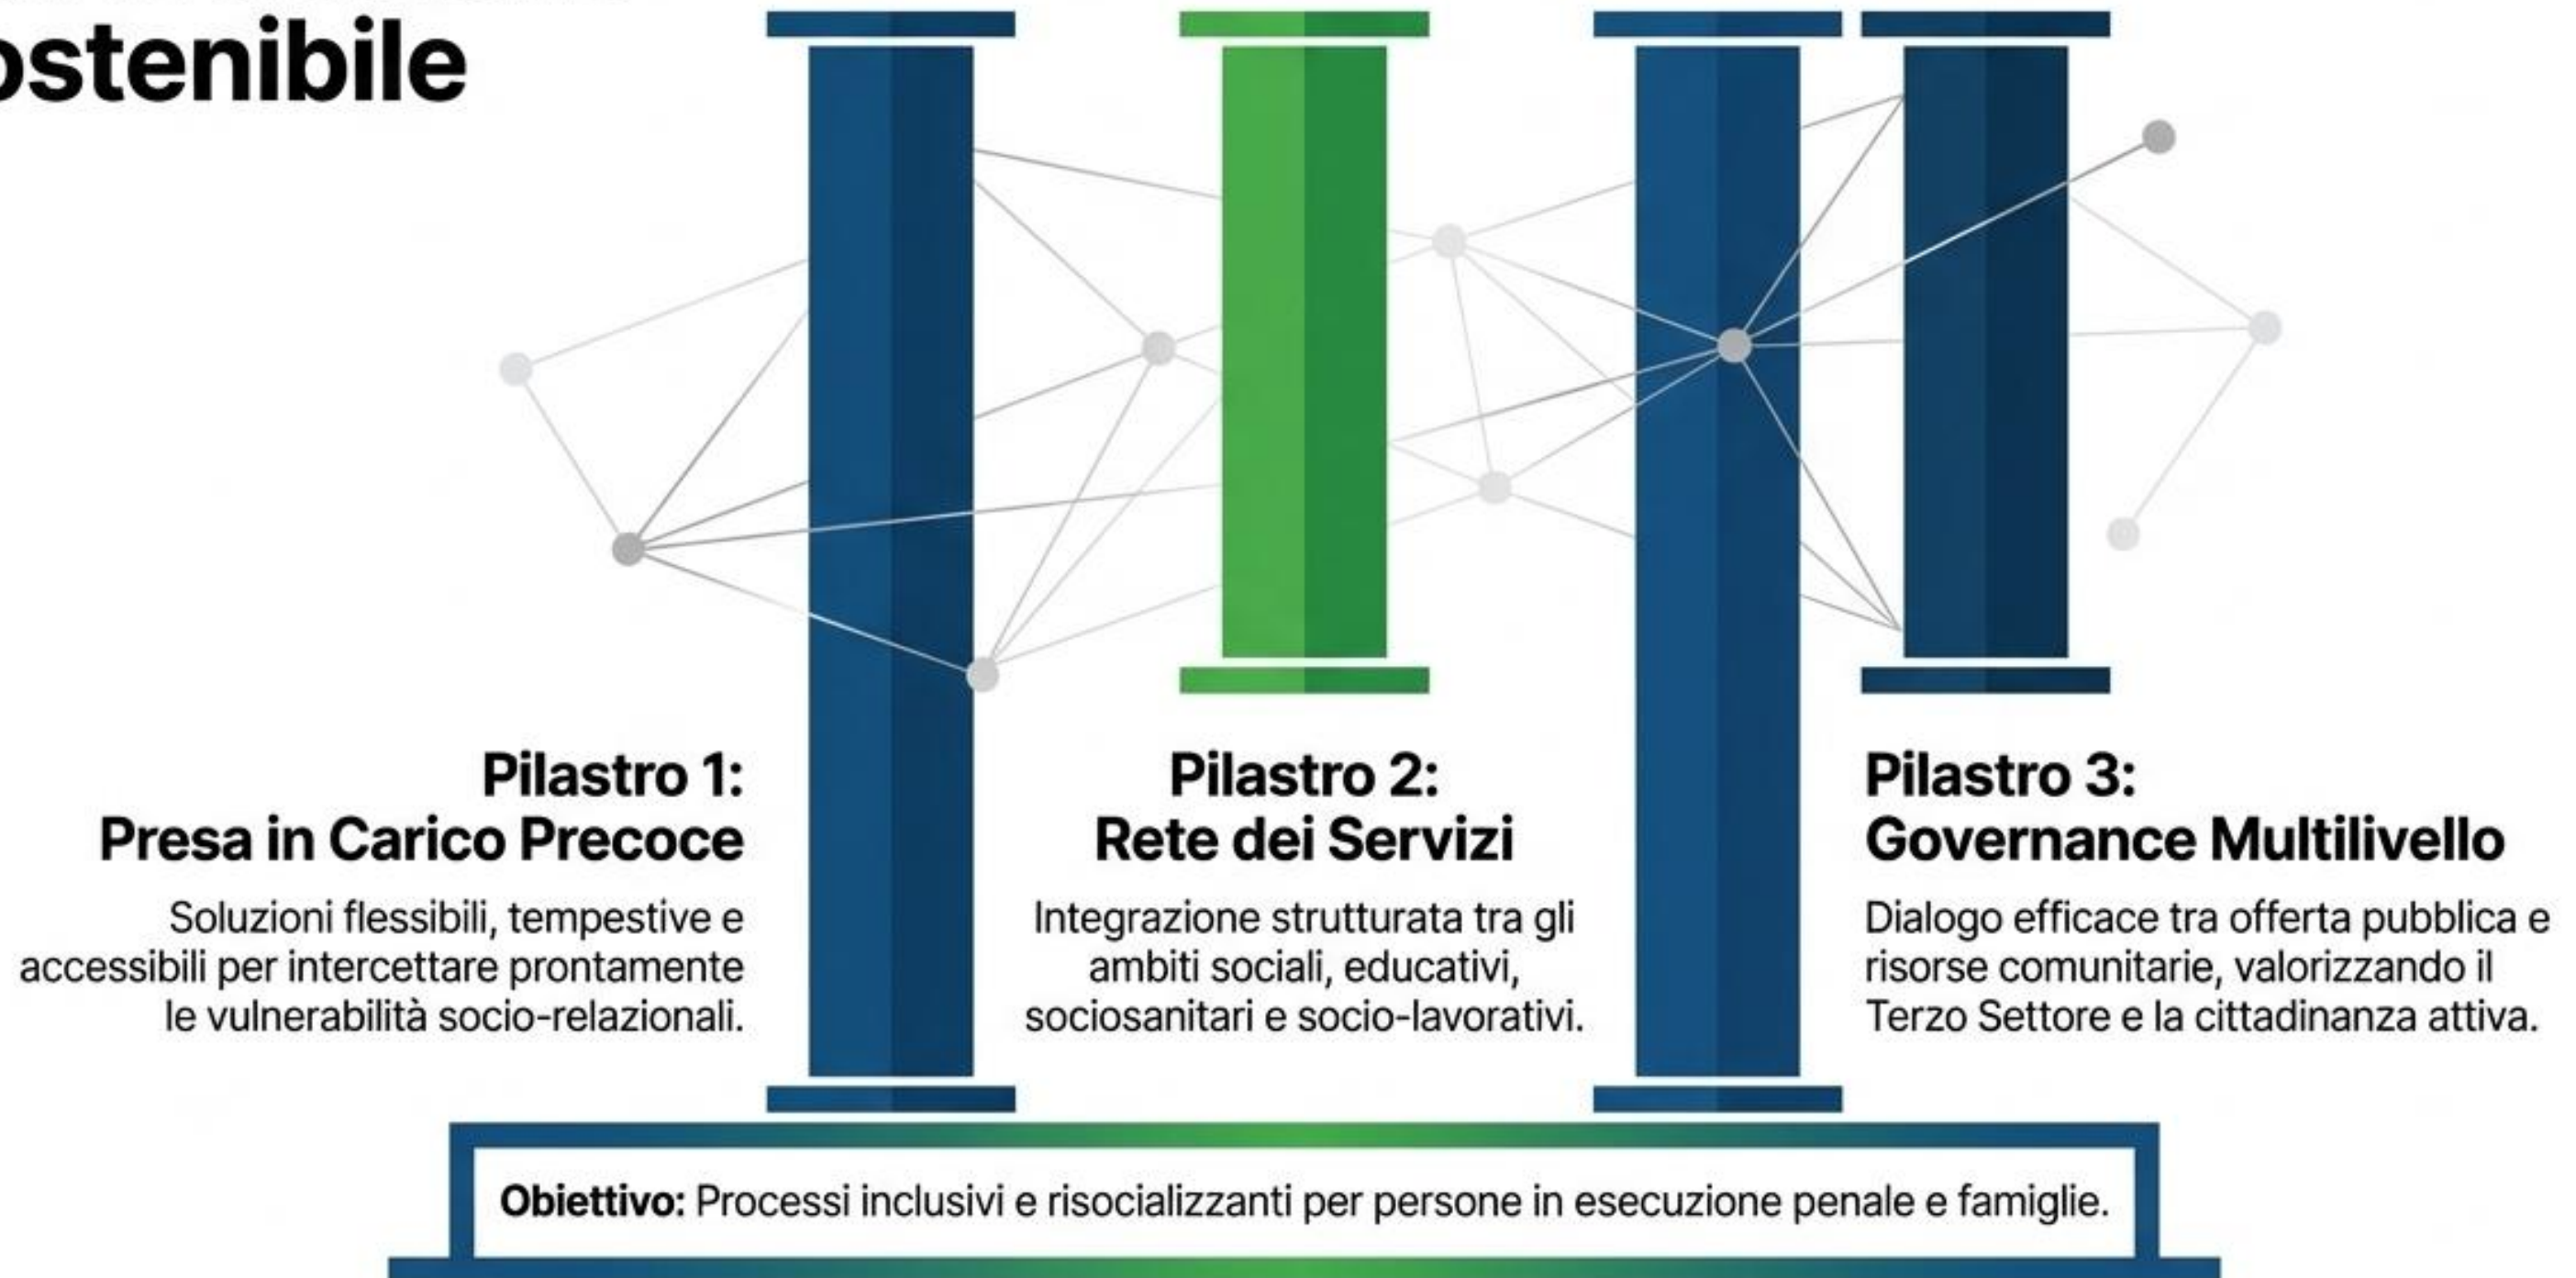 ostenibile
Pilastro 1:
Presa in Carico Precoce
Soluzioni flessibili, tempestive e
accessibili per intercettare prontamente
le vulnerabilità socio-relazionali.
Pilastro 2:
Rete dei Servizi
Integrazione strutturata tra gli
ambiti sociali, educativi,
sociosanitari e socio-lavorativi.
Pilastro 3:
Governance Multilivello
Dialogo efficace tra offerta pubblica e
risorse comunitarie, valorizzando il
Terzo Settore e la cittadinanza attiva.
Obiettivo: Processi inclusivi e risocializzanti per persone in esecuzione penale e famiglie.